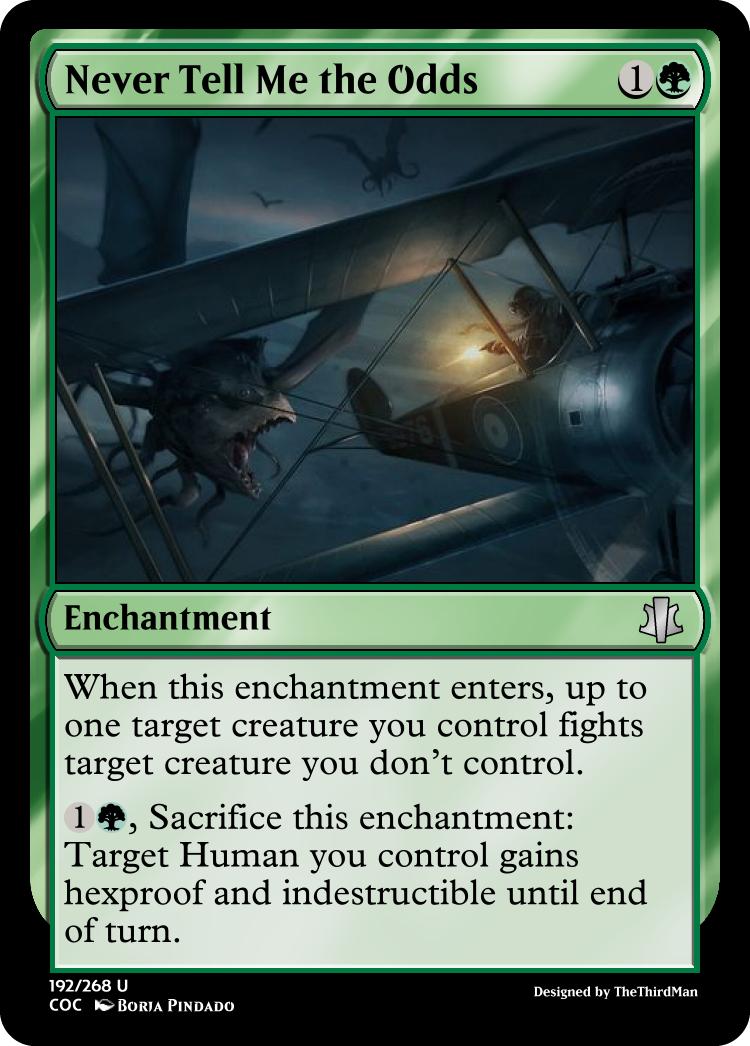 Never Tell Me the Odds 1
Enchantment
When this enchantment enters, up to
one target creature you control fights
target creature you don't control.
1, Sacrifice this enchantment:
Target Human you control gains
hexproof and indestructible until end
of turn.
192/268 U
COC Borja Pindado
Designed by TheThirdMan